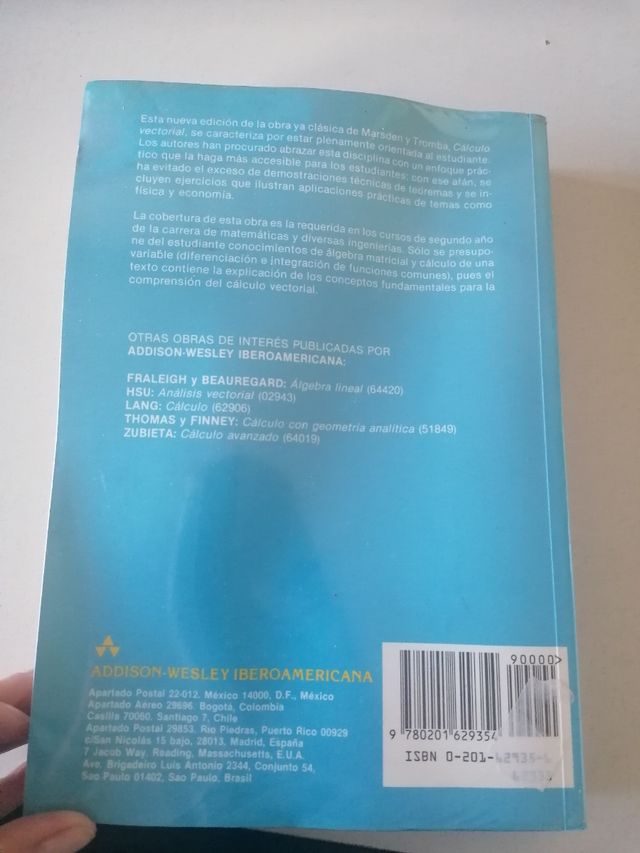 Esta nueva edición de la obra ya clásica de Marsden y Tromba, Cálculo
vectorial, se caracteriza por estar plenamente orientada al estudiante.
Los autores han procurado abrazar esta disciplina con un enfoque prác-
tico que la haga más accesible para los estudiantes; con ese afán, se
ha evitado el exceso de demostraciones técnicas de teoremas y se in-
cluyen ejercicios que ilustran aplicaciones prácticas de temas como
física y economía.
La cobertura de esta obra es la requerida en los cursos de segundo año
de la carrera de matemáticas y diversas ingenierías. Sólo se presupo-
ne del estudiante conocimientos de álgebra matricial y cálculo de una
variable (diferenciación e integración de funciones comunes), pues el
texto contiene la explicación de los conceptos fundamentales para la
comprensión del cálculo vectorial.
OTRAS OBRAS DE INTERÉS PUBLICADAS POR
ADDISON-WESLEY IBEROAMERICANA:
FRALEIGH y BEAUREGARD: Álgebra lineal (64420)
HSU: Análisis vectorial (02943)
LANG: Cálculo (62906)
THOMAS y FINNEY: Cálculo con geometría analítica (51849)
ZUBIETA: Cálculo avanzado (64019)
ADDISON-WESLEY IBEROAMERICANA
Apartado Postal 22-012. México 14000, D.F., México
Apartado Aéreo 29696. Bogotá, Colombia
Casilla 70060, Santiago 7, Chile
Apartado Postal 29853. Río Piedras, Puerto Rico 00929
c/San Nicolás 15 bajo, 28013, Madrid, España
7 Jacob Way. Reading, Massachusetts, E.U.A.
Ave. Brigadeiro Luis Antonio 2344, Conjunto 54,
Sao Paulo 01402, Sao Paulo, Brasil
90000>
9 780201 629354
ISBN 0-201-62935-6